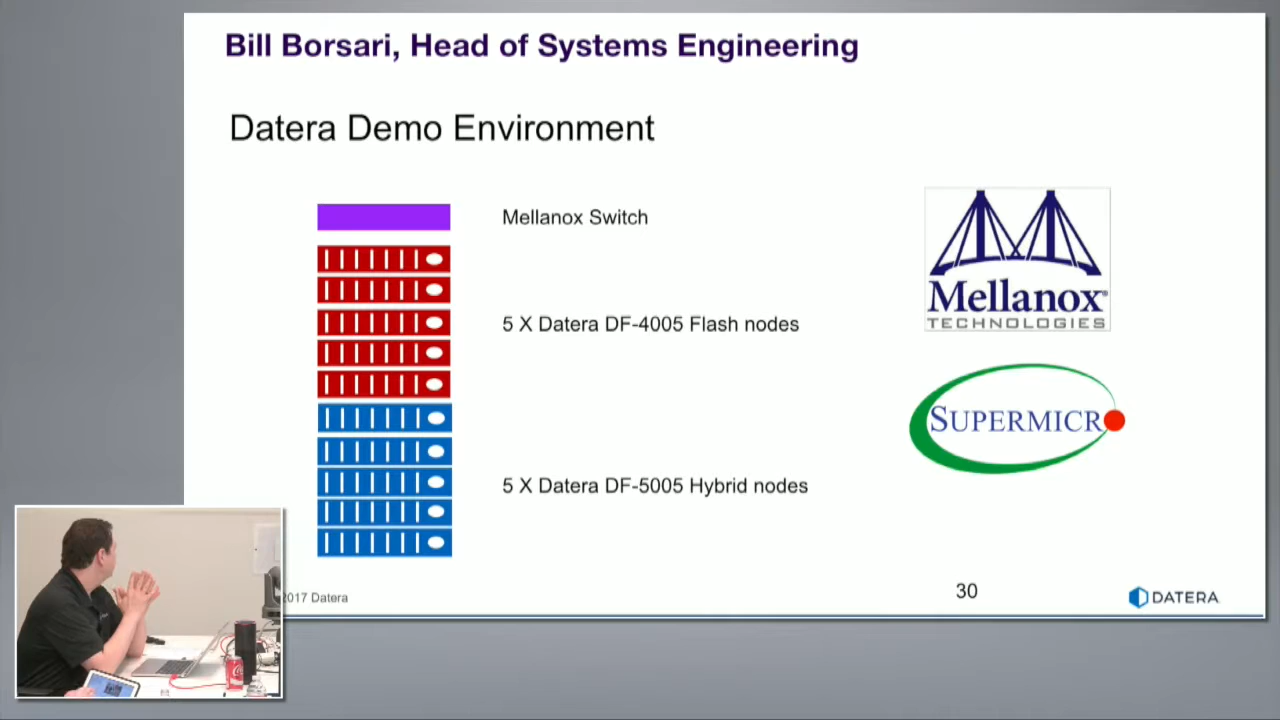 Bill Borsari, Head of Systems Engineering
Datera Demo Environment
Mellanox Switch
5 X Datera DF-4005 Flash nodes
5 X Datera DF-5005 Hybrid nodes
Mellanox
TECHNOLOGIES
SUPERMICR
2017 Datera
30
DATERA